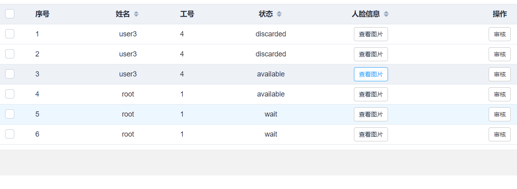 序号 姓名 工号 状态 人脸信息 操作
1 user3 4 discarded 查看图片 审核
2 user3 4 discarded 查看图片 审核
3 user3 4 available 查看图片 审核
4 root 1 available 查看图片 审核
5 root 1 wait 查看图片 审核
6 root 1 wait 查看图片 审核